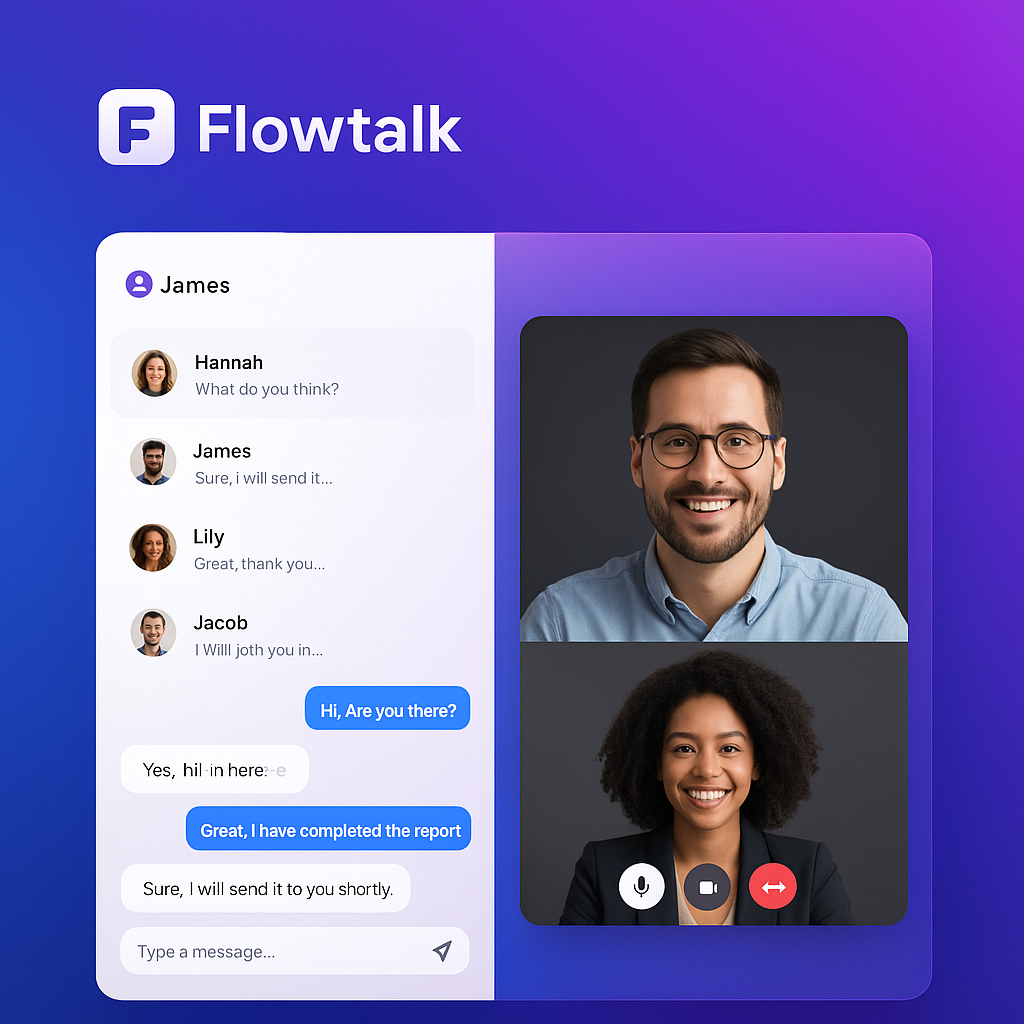 F Flowtalk
James
Hannah
What do you think?
James
Sure, i will send it...
Lily
Great, thank you...
Jacob
I Willl joth you in...
Hi, Are you there?
Yes, hil in here.
Great, I have completed the report
Sure, I will send it to you shortly.
Type a message...